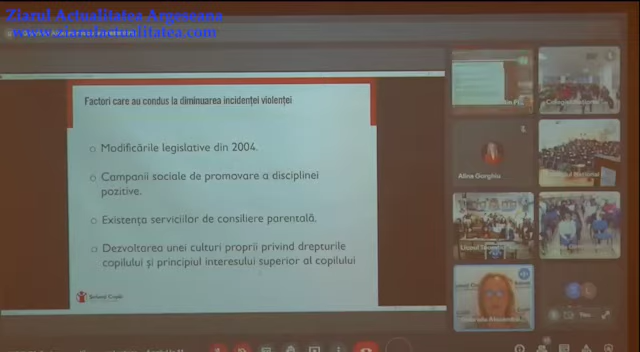 Ziarul Actualitatea Argeseana
www.ziarulactualitatea.com
Factori care au condus la diminuarea incidenței violenței
Modificările legislative din 2004.
Campanii sociale de promovare a disciplinei
pozitive.
Existența serviciilor de consiliere parentală.
Dezvoltarea unei culturi proprii privind drepturile
copilului și principiul interesului superior al copilului
Salvați Copiii
Alina Gorghiu
You